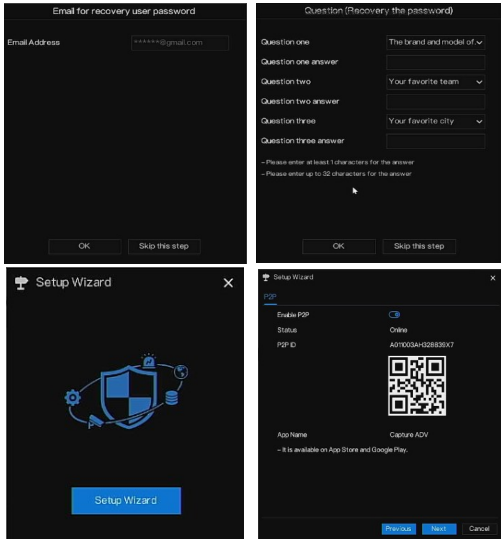 Email for recovery user password
Email Address
******@gmail.com
OK
Skip this step
Question (Recovery the password)
Question one
The brand and model of.
Question one answer
Question two
Your favorite team
Question two answer
Question three
Your favorite city
Question three answer
- Please enter at least 1 characters for the answer
- Please enter up to 32 characters for the answer
OK
Skip this step
Setup Wizard
Setup Wizard
Setup Wizard
P2P
Enable P2P
Status
Online
P2P ID
A011003AH328839X7
App Name
Capture ADV
- It is available on App Store and Google Play.
Previous
Next
Cancel